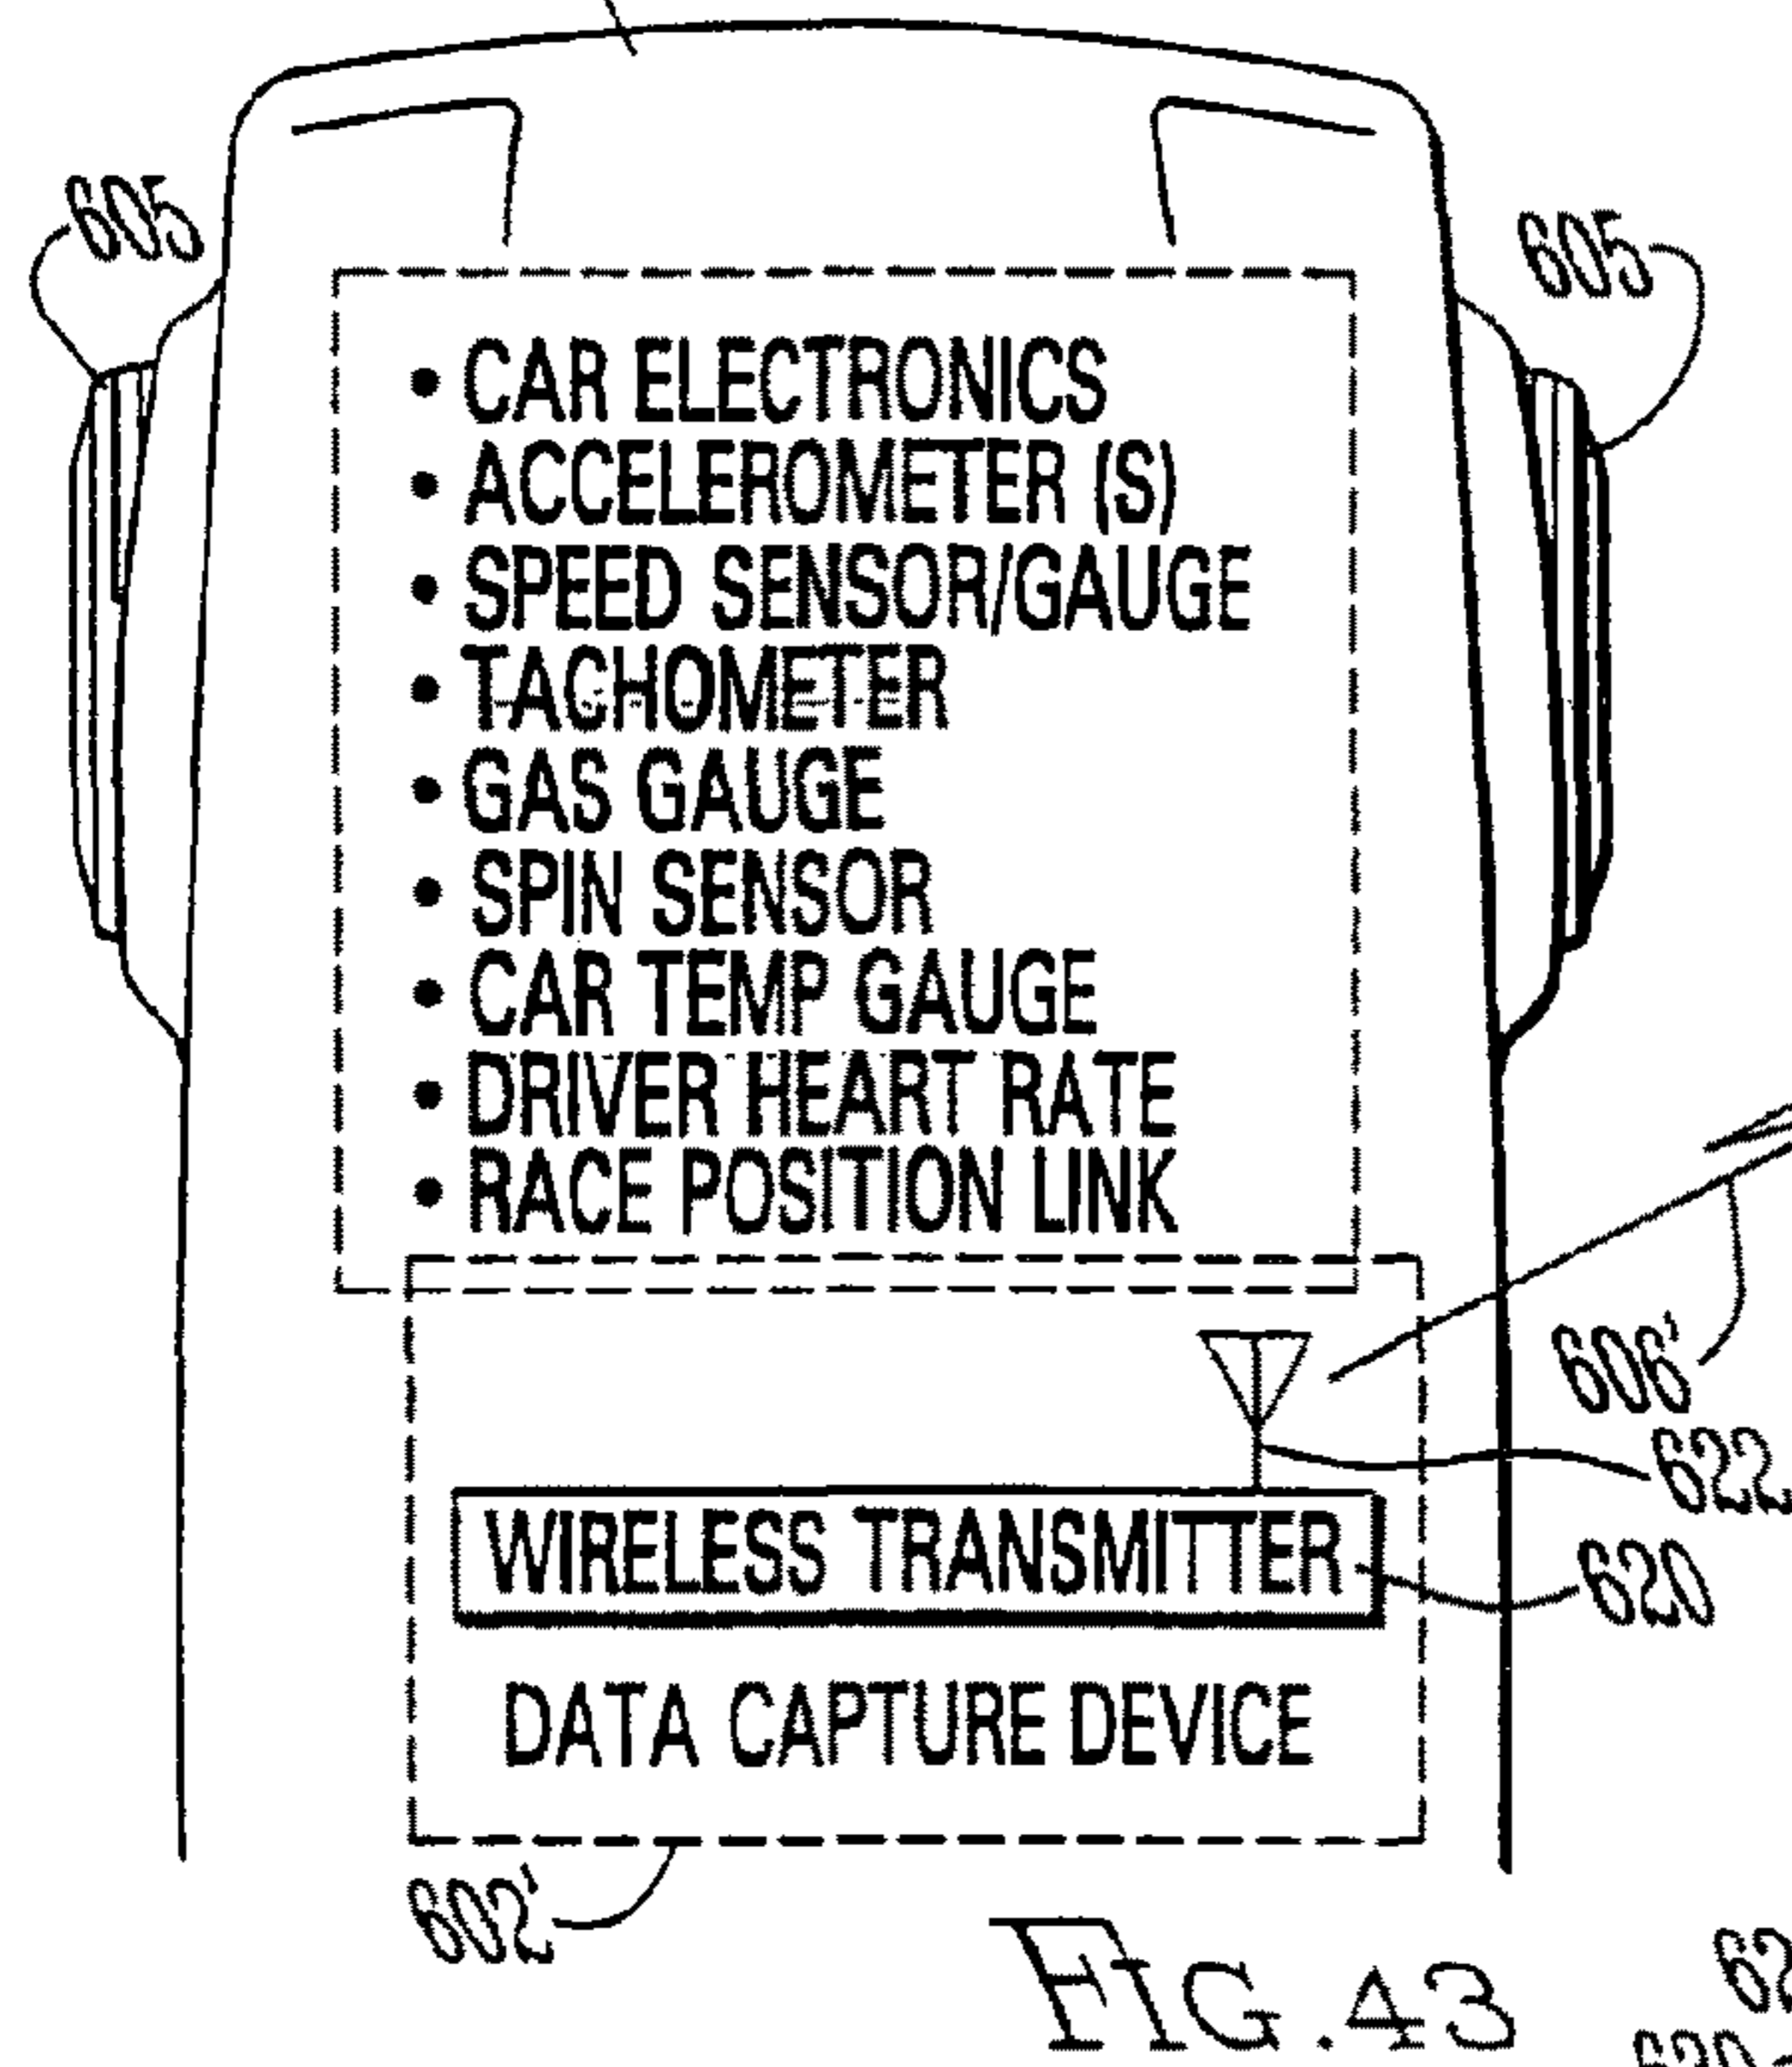 605
605
• CAR ELECTRONICS
• ACCELEROMETER (S)
• SPEED SENSOR/GAUGE
• TACHOMETER
• GAS GAUGE
• SPIN SENSOR
• CAR TEMP GAUGE
• DRIVER HEART RATE
• RACE POSITION LINK
606'
622
WIRELESS TRANSMITTER
620
DATA CAPTURE DEVICE
602'
FIG.43